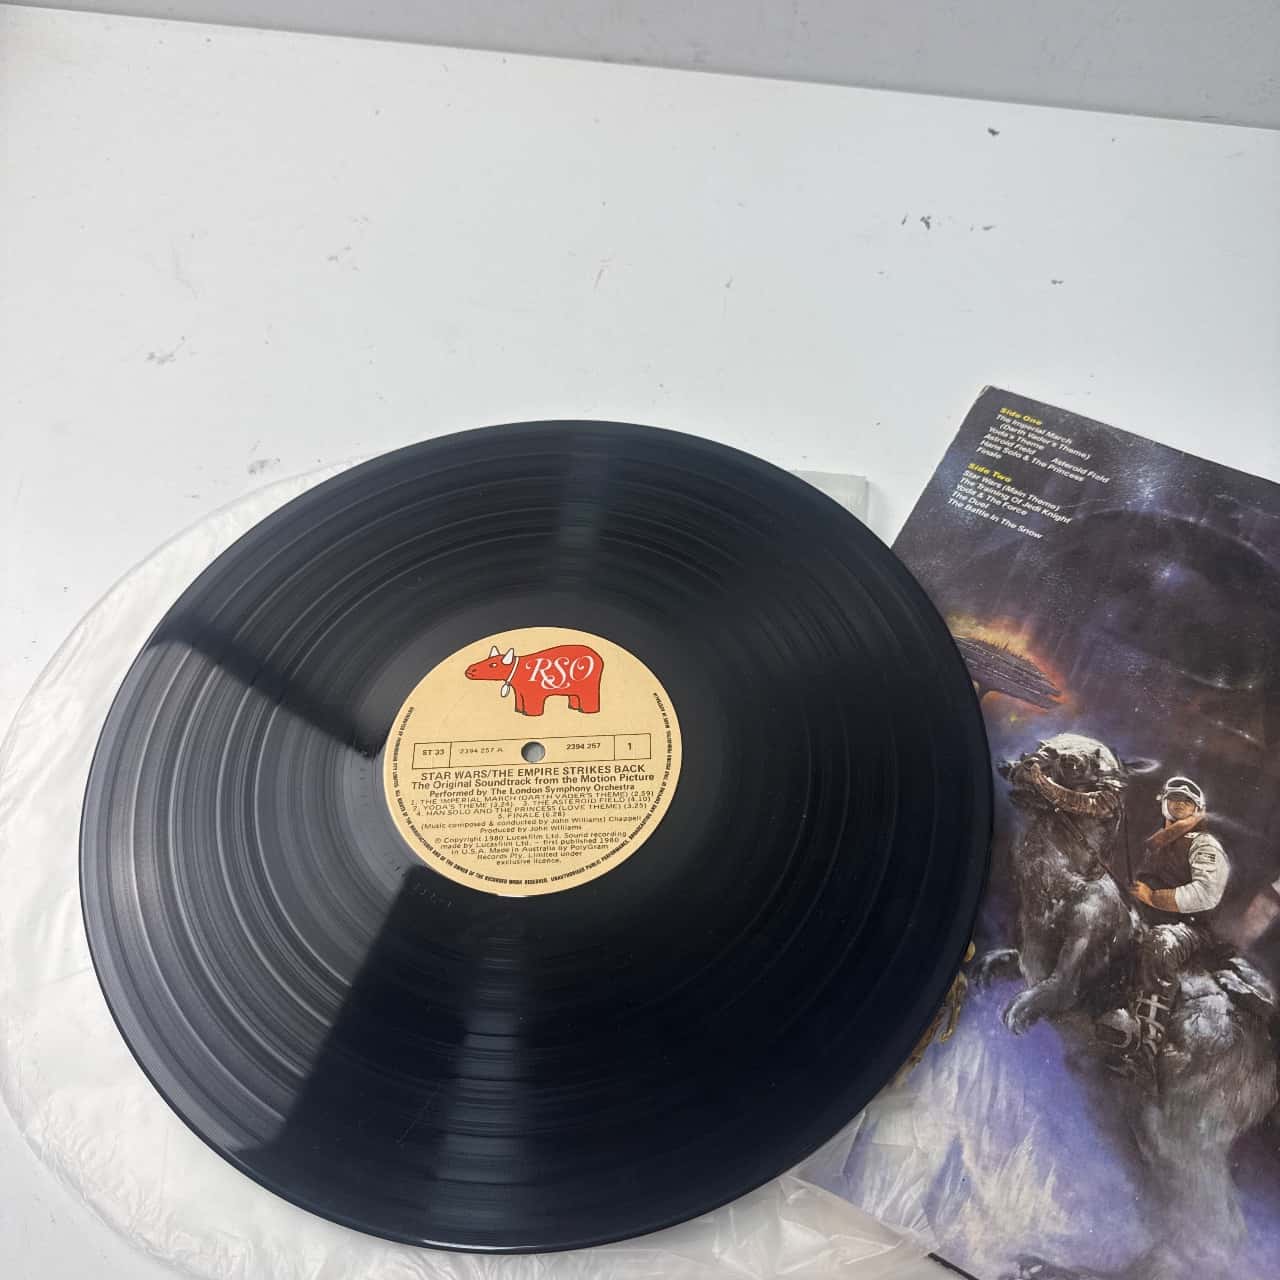 RSO
ST 33
2394 257 A
2394 257
1
STAR WARS/THE EMPIRE STRIKES BACK
The Original Soundtrack from the Motion Picture
Performed by The London Symphony Orchestra
1. THE IMPERIAL MARCH (DARTH VADER'S THEME) (2.59)
2. YODA'S THEME (3.24) 3. THE ASTEROID FIELD (4.10)
4. HAN SOLO AND THE PRINCESS (LOVE THEME) (3.25)
5. FINALE (6.28)
(Music composed & conducted by John Williams) Chappell
Produced by John Williams
© Copyright 1980 Lucasfilm Ltd. Sound recording
made by Lucasfilm Ltd. – first published 1980
in U.S.A. Made in Australia by PolyGram
Records Pty. Limited under
exclusive licence.
Side One
The Imperial March
(Darth Vader's Theme)
Yoda's Theme
Astroid Field Asteroid Field
Hans Solo & The Princess
Finale
Side Two
Star Wars (Main Theme)
The Training Of Jedi Knight
Yoda & The Force
The Duel
The Battle In The Snow